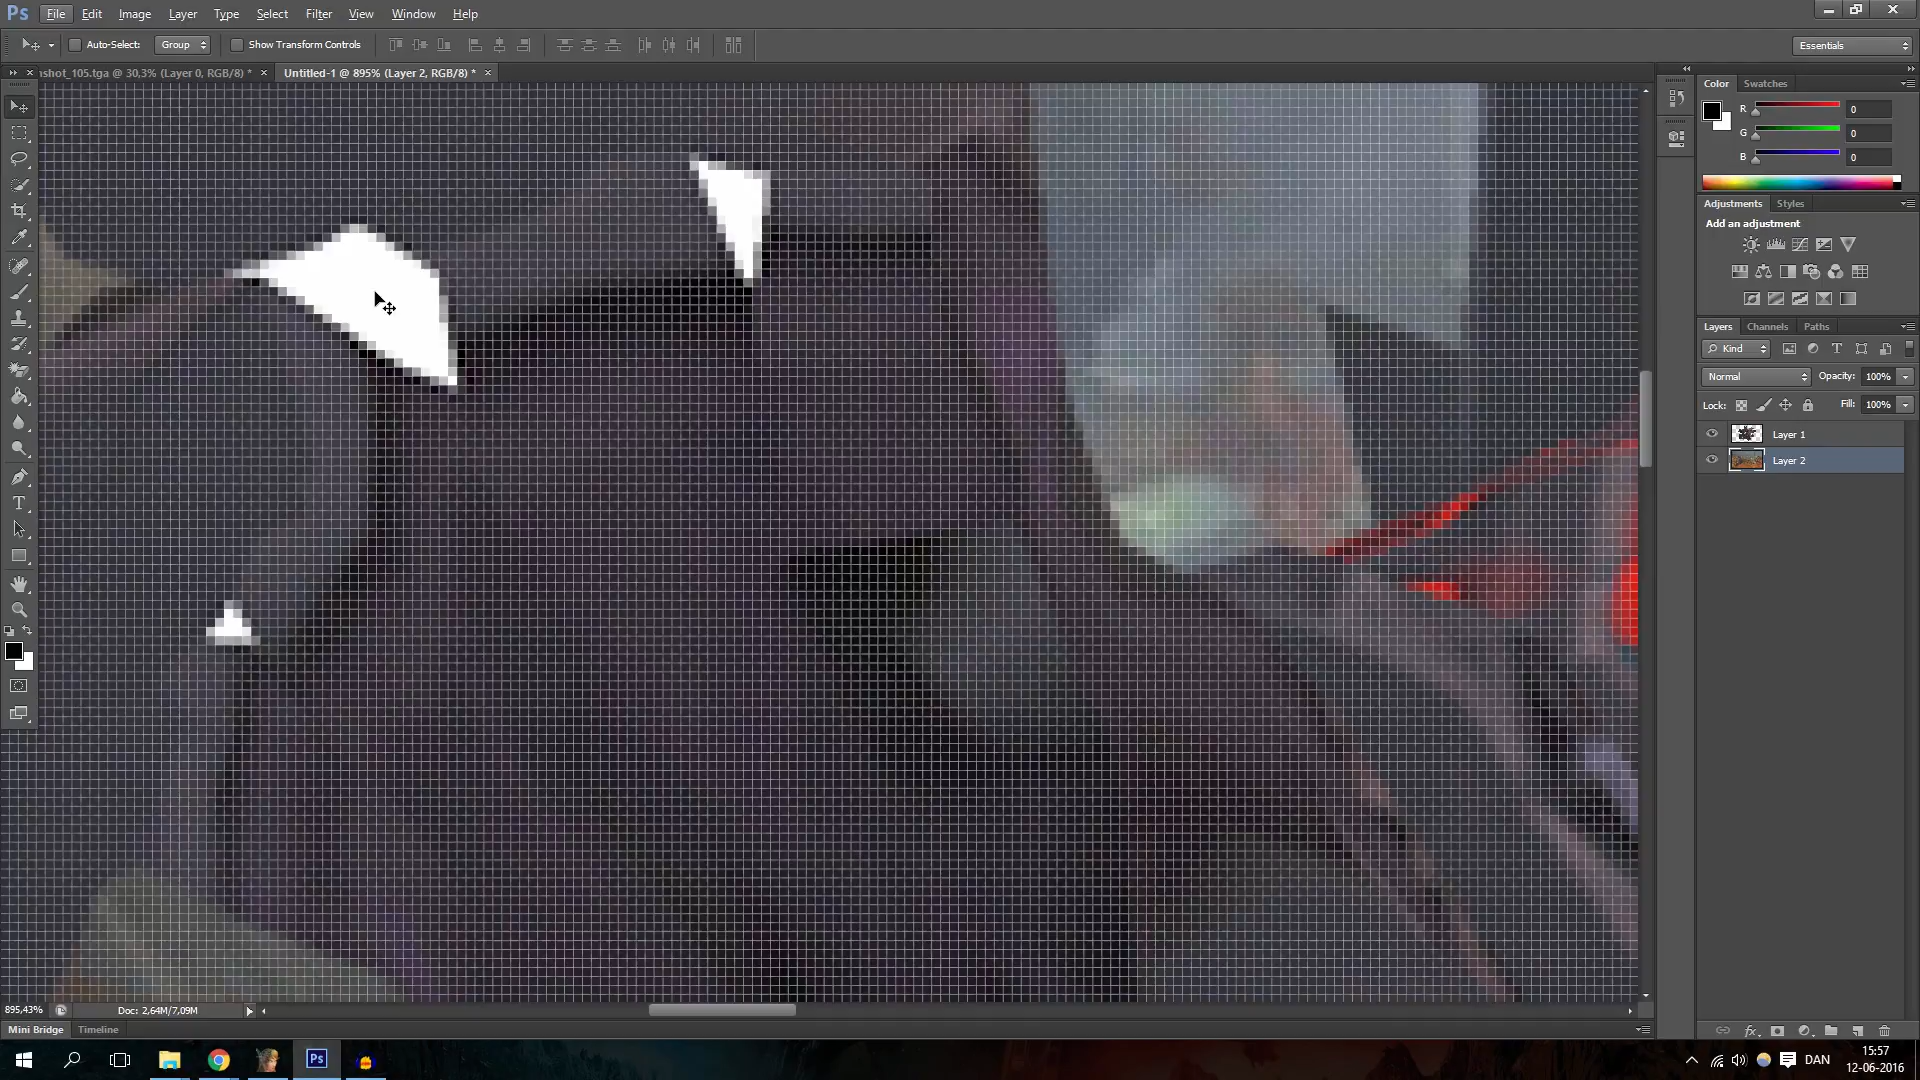 Ps File Edit Image Layer Type Select Filter 3D View Window Help
Auto-Select: Group Show Transform Controls Essentials
shot_105.tga @ 30,3% (Layer 0, RGB/8) * × Untitled-1 @ 895% (Layer 2, RGB/8) * ×
Color Swatches
R 0
G 0
B 0
Adjustments Styles
Add an adjustment
Layers Channels Paths
Kind
Normal Opacity: 100%
Lock: Fill: 100%
Layer 1
Layer 2
895,43% Doc: 2,64M/7,09M
Mini Bridge Timeline
Ps DAN 15:57
12-06-2016